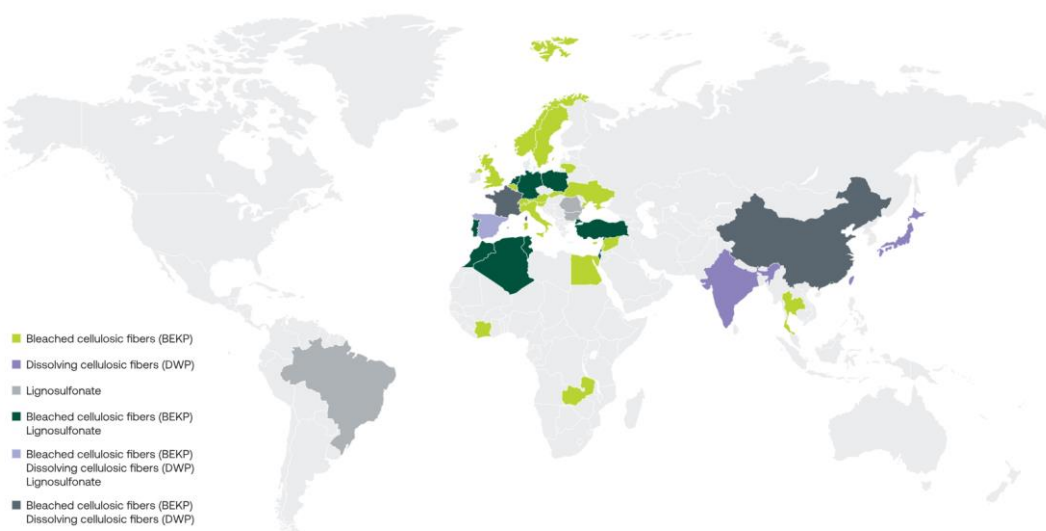 Bleached cellulosic fibers (BEKP)
Dissolving cellulosic fibers (DWP)
Lignosulfonate
Bleached cellulosic fibers (BEKP)
Lignosulfonate
Bleached cellulosic fibers (BEKP)
Dissolving cellulosic fibers (DWP)
Lignosulfonate
Bleached cellulosic fibers (BEKP)
Dissolving cellulosic fibers (DWP)